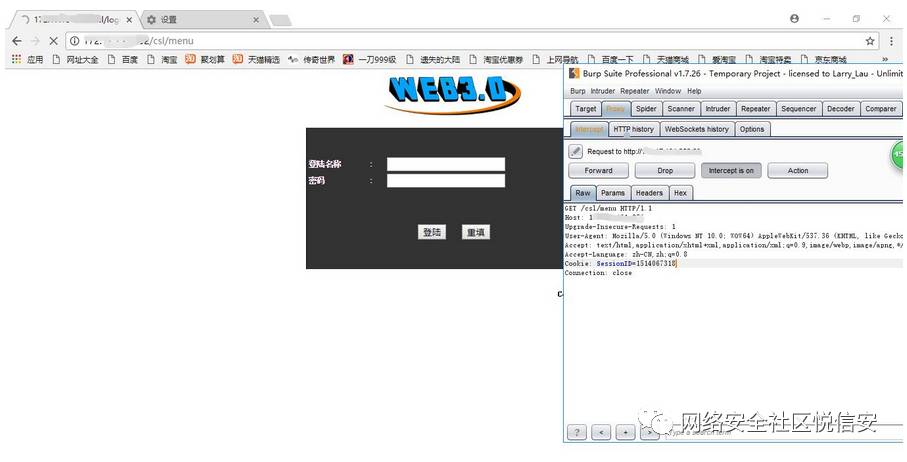 设置
/csl/menu
应用 网址大全 百度 淘宝 聚划算 天猫精选 传奇世界 一刀999级 遗失的大陆 淘宝优惠券 上网导航 百度一下 天猫商城 爱淘宝 淘宝特卖 京东商城 »
WEB3.0
登陆名称 :
密码 :
登陆 重填
Burp Suite Professional v1.7.26 - Temporary Project - licensed to Larry_Lau - Unlimit
Burp Intruder Repeater Window Help
Target Proxy Spider Scanner Intruder Repeater Sequencer Decoder Comparer
Intercept HTTP history WebSockets history Options
Request to http://
Forward Drop Intercept is on Action
Raw Params Headers Hex
GET /csl/menu HTTP/1.1
Host: 1
Upgrade-Insecure-Requests: 1
User-Agent: Mozilla/5.0 (Windows NT 10.0; WOW64) AppleWebKit/537.36 (KHTML, like Gecko
Accept: text/html,application/xhtml+xml,application/xml;q=0.9,image/webp,image/apng,*/
Accept-Language: zh-CN,zh;q=0.8
Cookie: SessionID=1514067318
Connection: close
? < + > Type a search term
网络安全社区悦信安